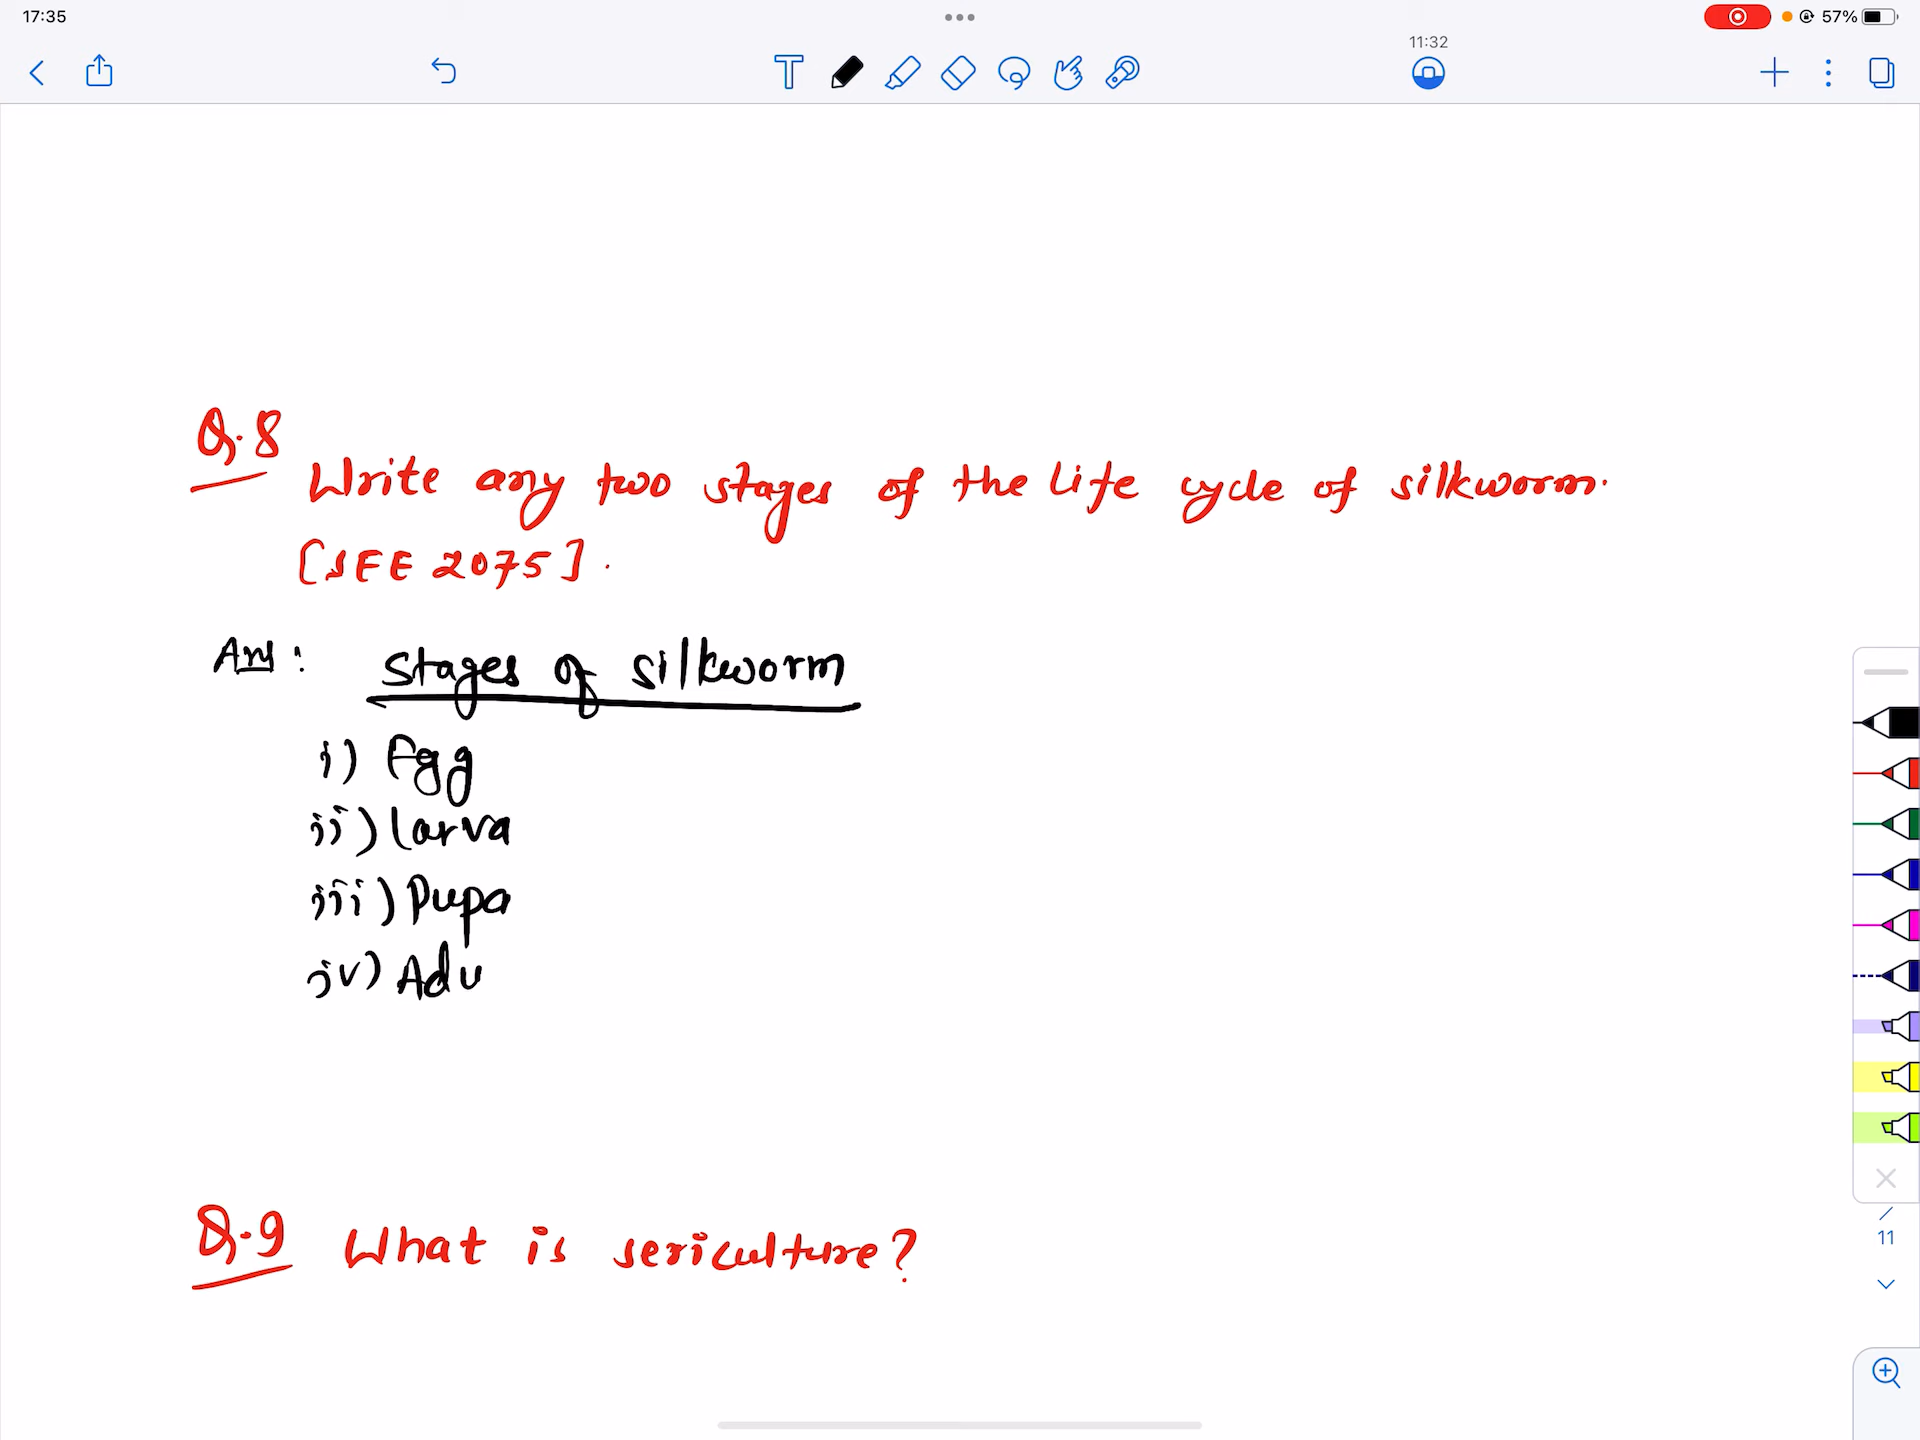 17:35
57%
11:32
T
Q.8
Write any two stages of the life cycle of silkworm.
[SEE 2075].
Ans: Stages of silkworm
i) Egg
ii) Larva
iii) Pupa
iv) Adu
Q.9 What is sericulture?
11